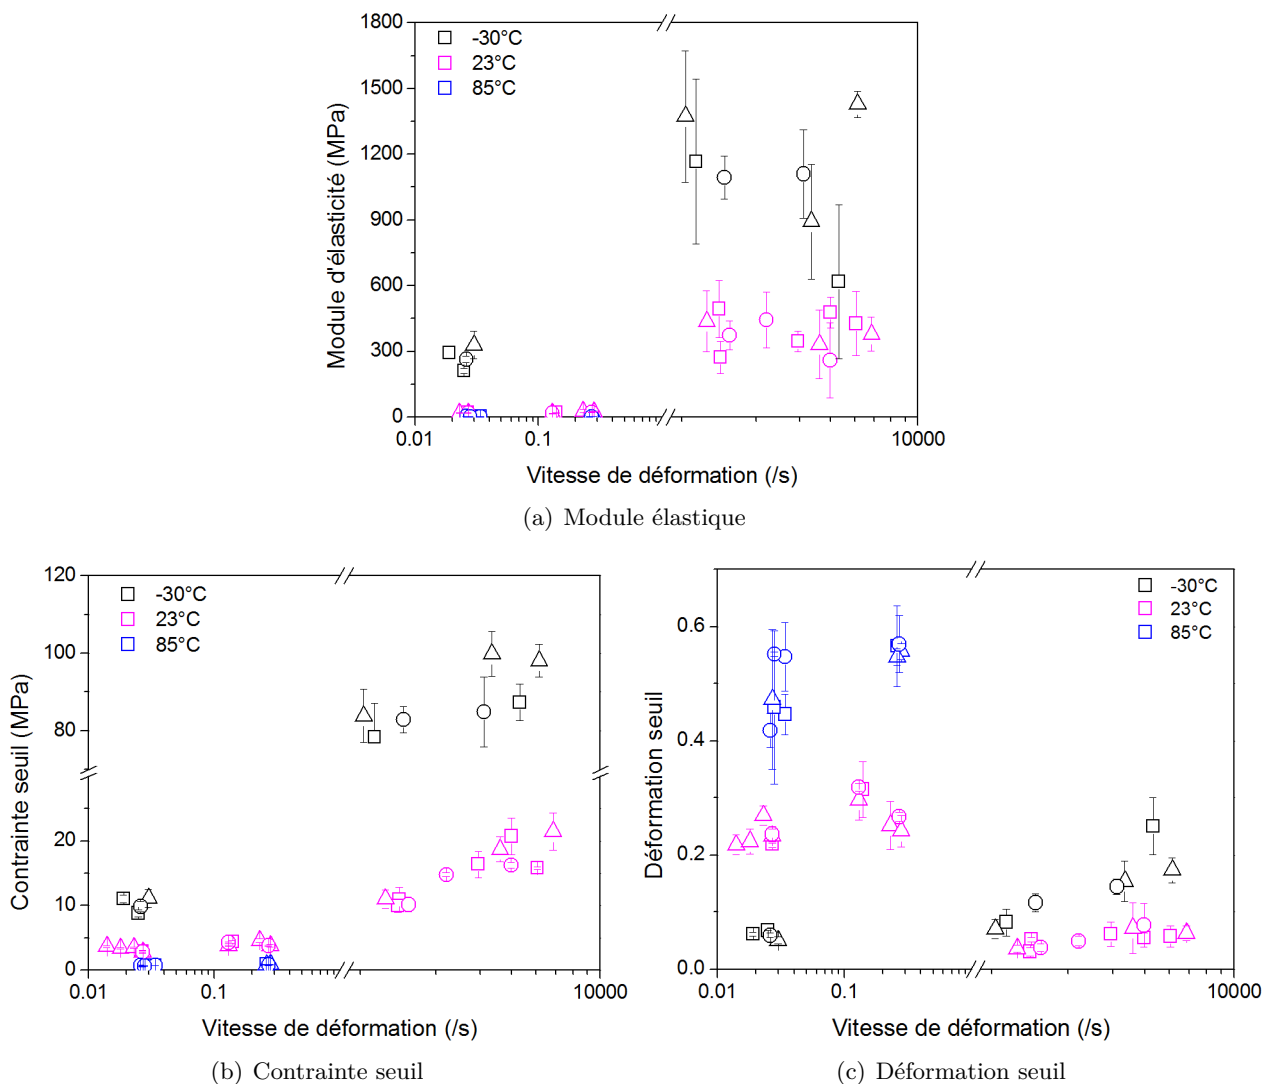 1800
1500
1200
900
600
300
0
Module d'élasticité (MPa)
-30°C
23°C
85°C
0.01
0.1
10000
Vitesse de déformation (/s)
(a) Module élastique
120
100
80
20
10
0
Contrainte seuil (MPa)
-30°C
23°C
85°C
0.01
0.1
10000
Vitesse de déformation (/s)
(b) Contrainte seuil
0.6
0.4
0.2
0.0
Déformation seuil
-30°C
23°C
85°C
0.01
0.1
10000
Vitesse de déformation (/s)
(c) Déformation seuil